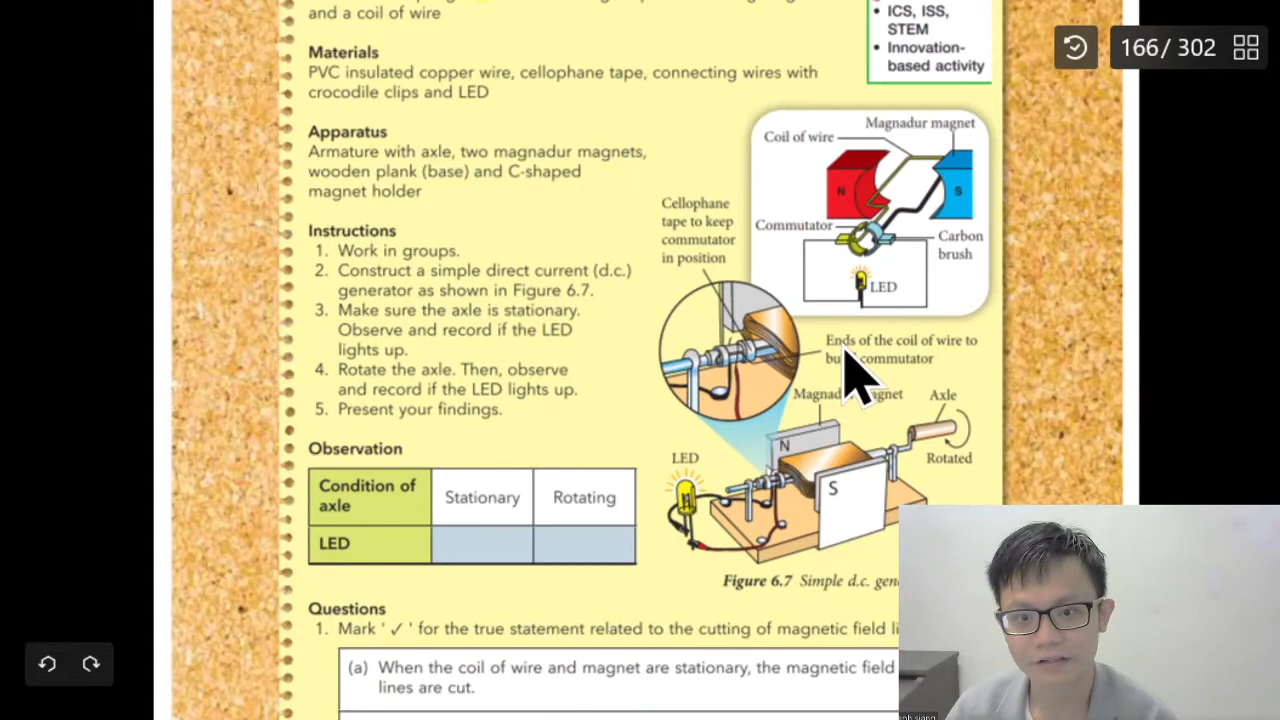 and a coil of wire
Materials
PVC insulated copper wire, cellophane tape, connecting wires with
crocodile clips and LED
Apparatus
Armature with axle, two magnadur magnets,
wooden plank (base) and C-shaped
magnet holder
Instructions
1. Work in groups.
2. Construct a simple direct current (d.c.)
generator as shown in Figure 6.7.
3. Make sure the axle is stationary.
Observe and record if the LED
lights up.
4. Rotate the axle. Then, observe
and record if the LED lights up.
5. Present your findings.
Observation
Condition of
axle
Stationary
Rotating
LED
Questions
1. Mark ' ✓ ' for the true statement related to the cutting of magnetic field
(a) When the coil of wire and magnet are stationary, the magnetic field
lines are cut.
• ICS, ISS,
STEM
• Innovation-
based activity
166/ 302
Magnadur magnet
Coil of wire
N
S
Commutator
Carbon
brush
LED
Cellophane
tape to keep
commutator
in position
Ends of the coil of wire to
commutator
Axle
LED
N
S
Rotated
Figure 6.7 Simple d.c.